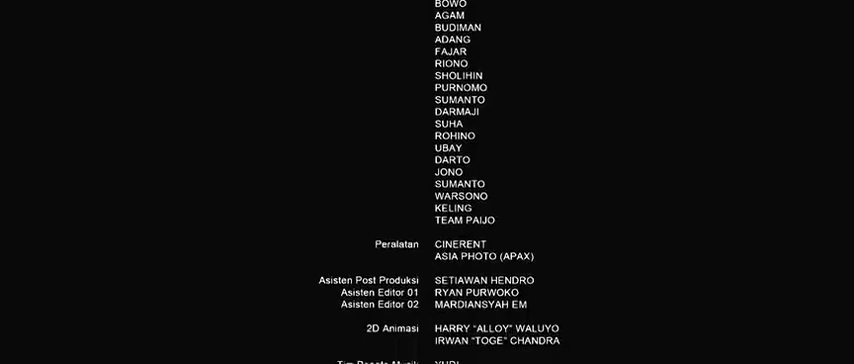 BOWO
AGAM
BUDIMAN
ADANG
FAJAR
RIONO
SHOLIHIN
PURNOMO
SUMANTO
DARMAJI
SUHA
ROHINO
UBAY
DARTO
JONO
SUMANTO
WARSONO
KELING
TEAM PAIJO
Peralatan CINERENT
ASIA PHOTO (APAX)
Asisten Post Produksi SETIAWAN HENDRO
Asisten Editor 01 RYAN PURWOKO
Asisten Editor 02 MARDIANSYAH EM
2D Animasi HARRY “ALLOY” WALUYO
IRWAN “TOGE” CHANDRA